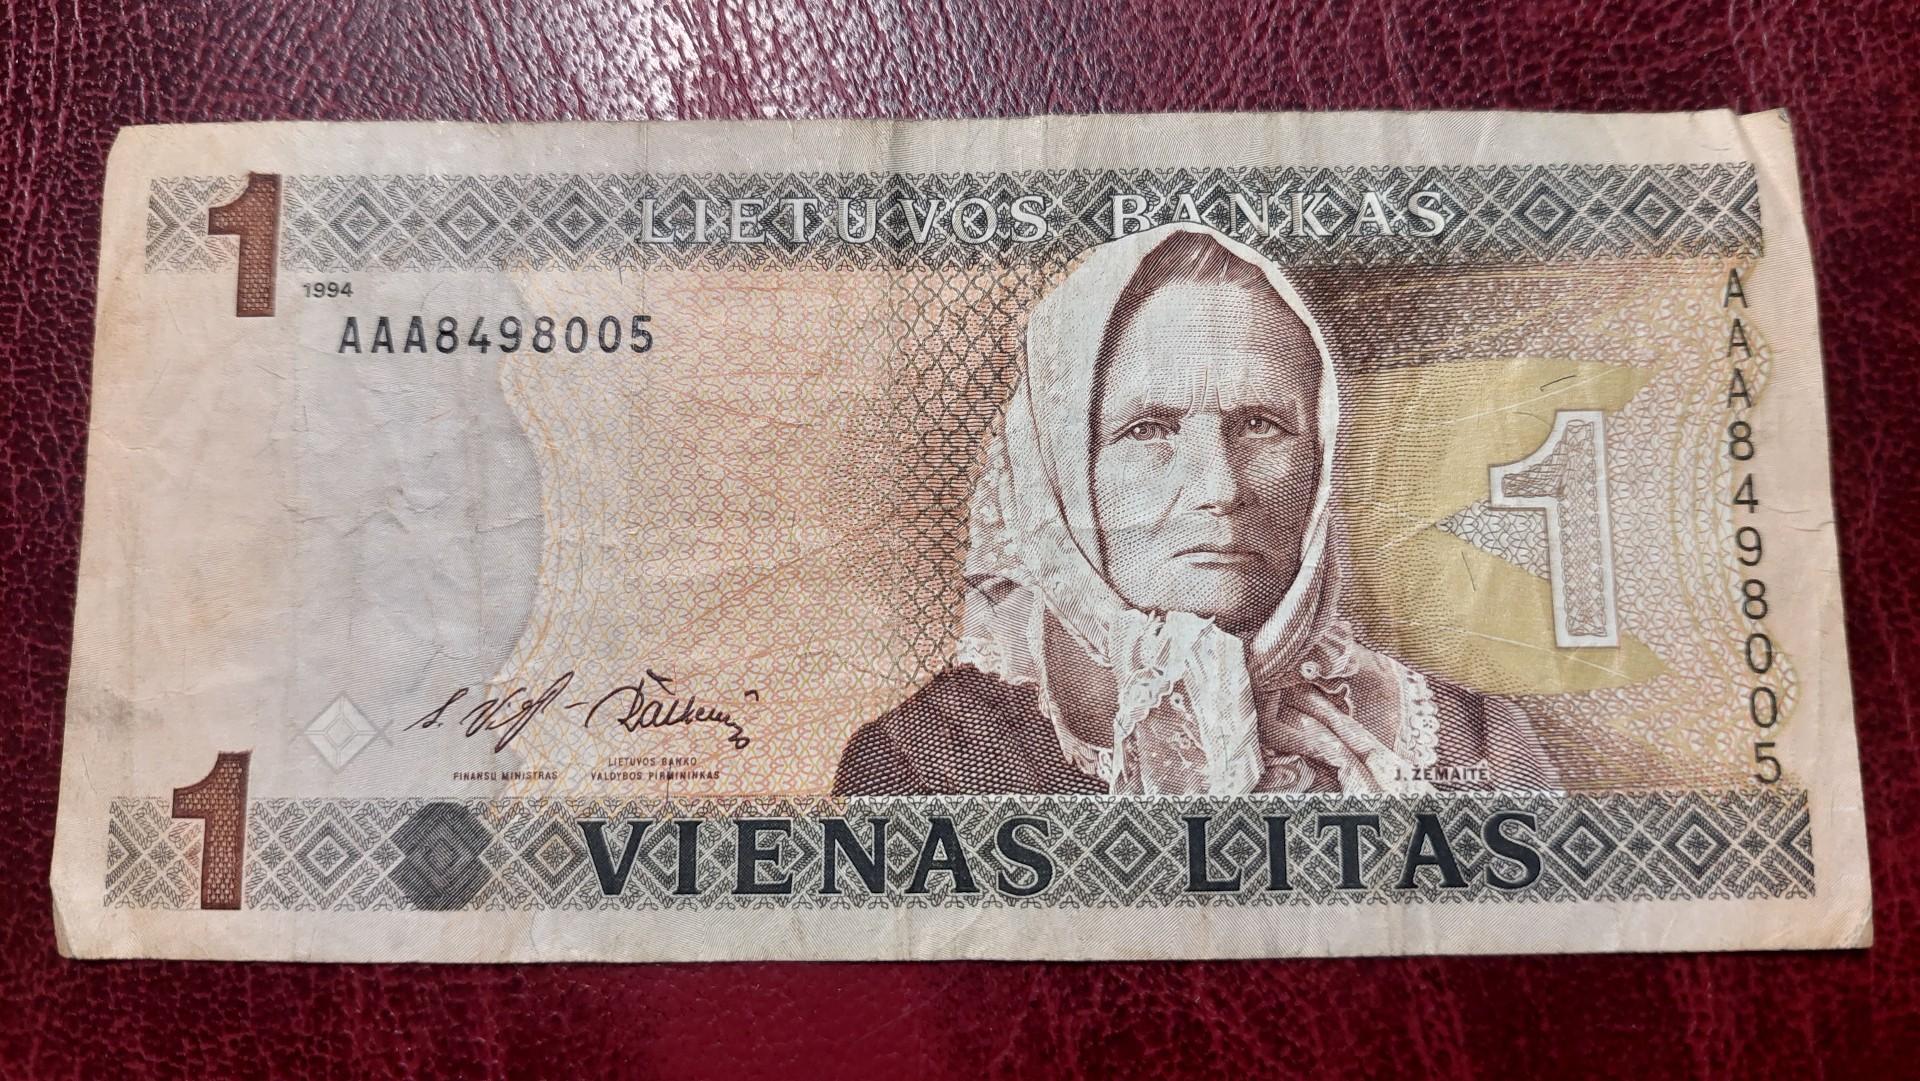 1
LIETUVOS BANKAS
1994
AAA8498005
AAA8498005
1
LIETUVOS BANKO
FINANSŲ MINISTRAS VALDYBOS PIRMININKAS
J. ŽEMAITĖ
1
VIENAS LITAS